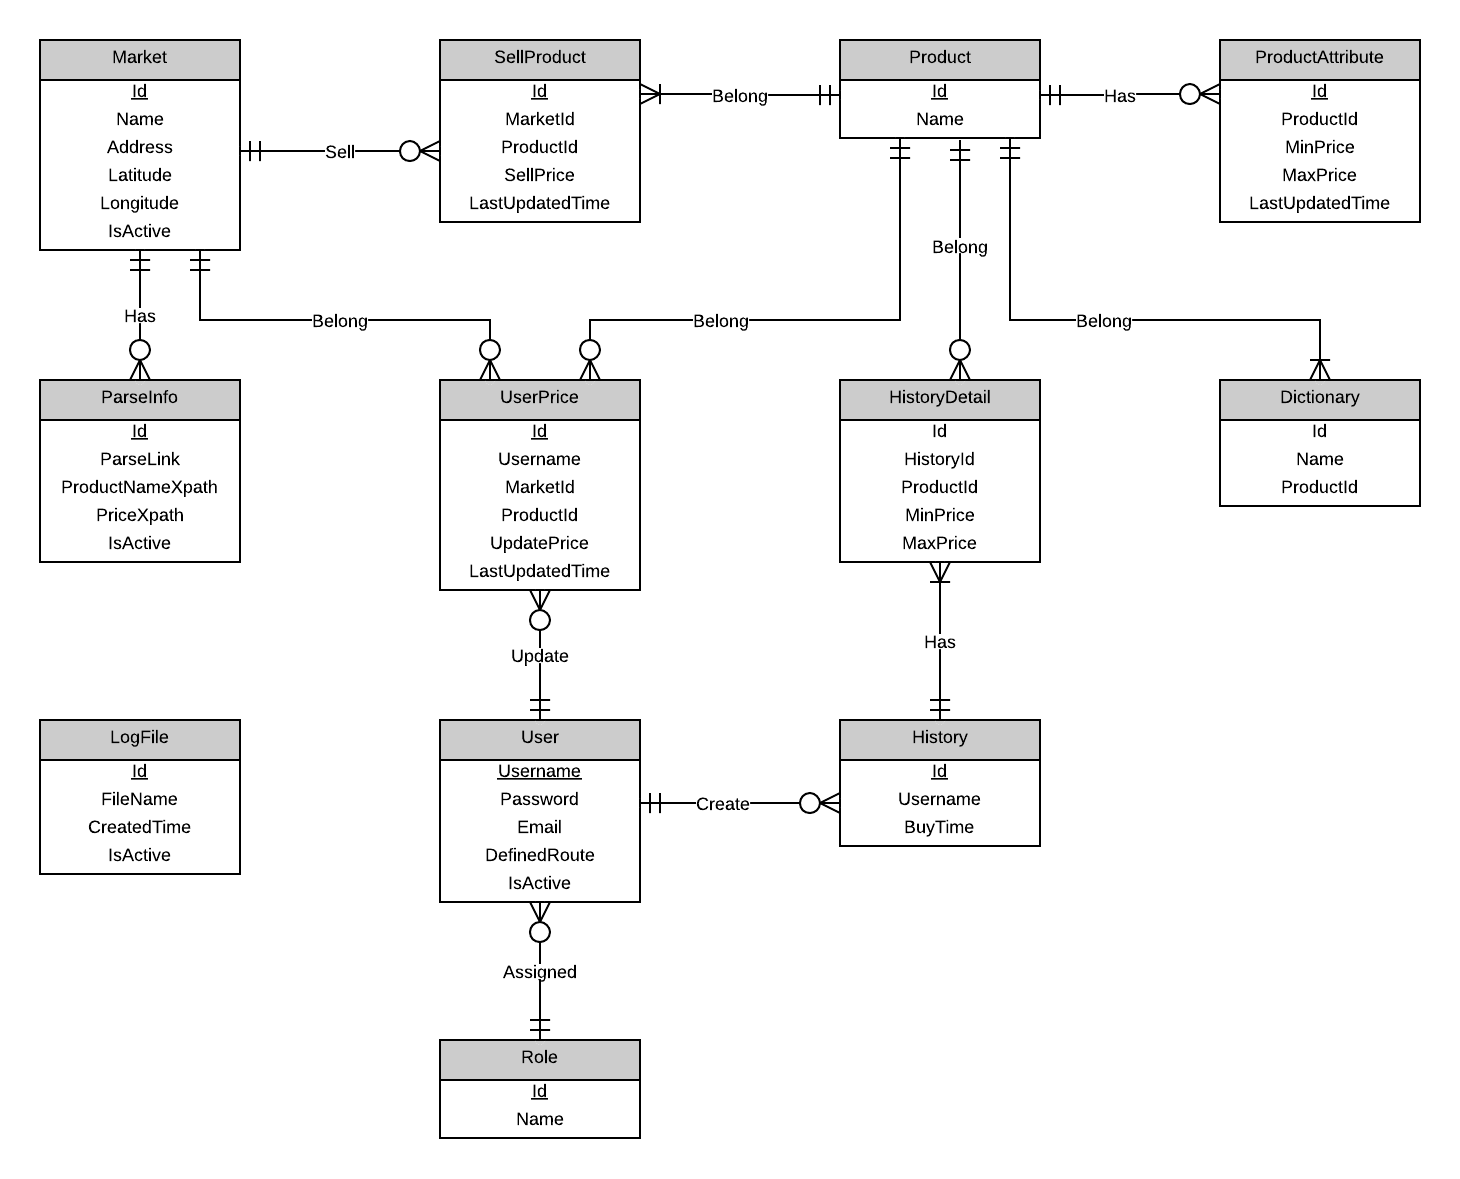 Market
Id
Name
Address
Latitude
Longitude
IsActive
Sell
SellProduct
Id
MarketId
ProductId
SellPrice
LastUpdatedTime
Belong
Product
Id
Name
Has
ProductAttribute
Id
ProductId
MinPrice
MaxPrice
LastUpdatedTime
Has
Belong
Belong
Belong
Belong
ParseInfo
Id
ParseLink
ProductNameXpath
PriceXpath
IsActive
UserPrice
Id
Username
MarketId
ProductId
UpdatePrice
LastUpdatedTime
HistoryDetail
Id
HistoryId
ProductId
MinPrice
MaxPrice
Dictionary
Id
Name
ProductId
Update
Has
LogFile
Id
FileName
CreatedTime
IsActive
User
Username
Password
Email
DefinedRoute
IsActive
Create
History
Id
Username
BuyTime
Assigned
Role
Id
Name